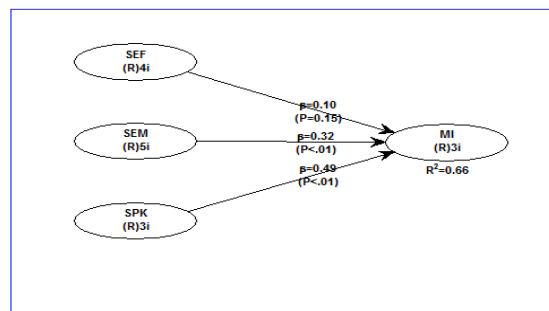 SEF
(R)4i
β=0.10
(P=0.15)
SEM
(R)5i
β=0.32
(P<.01)
MI
(R)3i
R²=0.66
SPK
(R)3i
β=0.49
(P<.01)